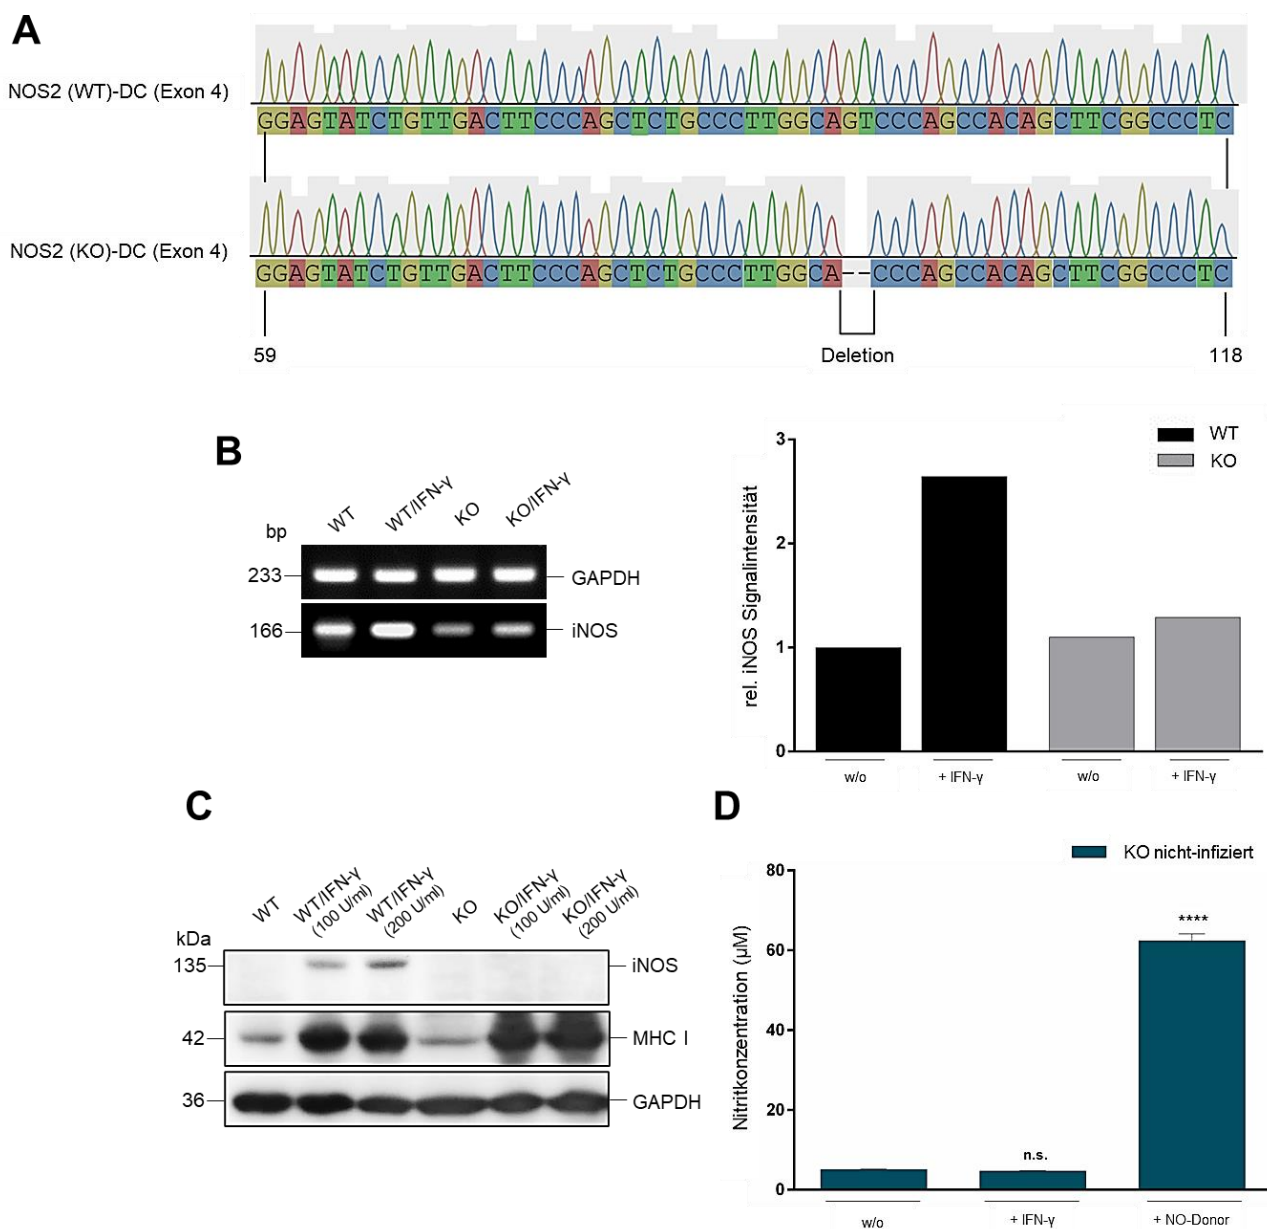 A
NOS2 (WT)-DC (Exon 4)
GGAGTATCTGTTGACTTCCCAGCTCTGCCCTTGGCAGTCCCAGCCACAGCTTCGGCCCTC
NOS2 (KO)-DC (Exon 4)
GGAGTATCTGTTGACTTCCCAGCTCTGCCCTTGGCA--CCCAGCCACAGCTTCGGCCCTC
59 Deletion 118
B
bp WT WT/IFN-γ KO KO/IFN-γ
233 GAPDH
166 iNOS
rel. iNOS Signalintensität
3
2
1
0
WT
KO
w/o + IFN-γ w/o + IFN-γ
C
kDa WT WT/IFN-γ (100 U/ml) WT/IFN-γ (200 U/ml) KO KO/IFN-γ (100 U/ml) KO/IFN-γ (200 U/ml)
135 iNOS
42 MHC I
36 GAPDH
D
KO nicht-infiziert
Nitritkonzentration (µM)
80
60
40
20
0
n.s.
****
w/o + IFN-γ + NO-Donor